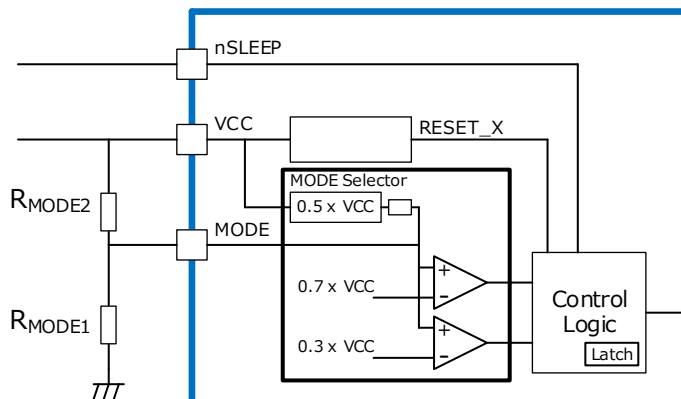 nSLEEP
VCC
RESET_X
MODE Selector
RMODE2
0.5 x VCC
MODE
+
0.7 x VCC
−
Control
Logic
RMODE1
+
0.3 x VCC
−
Latch